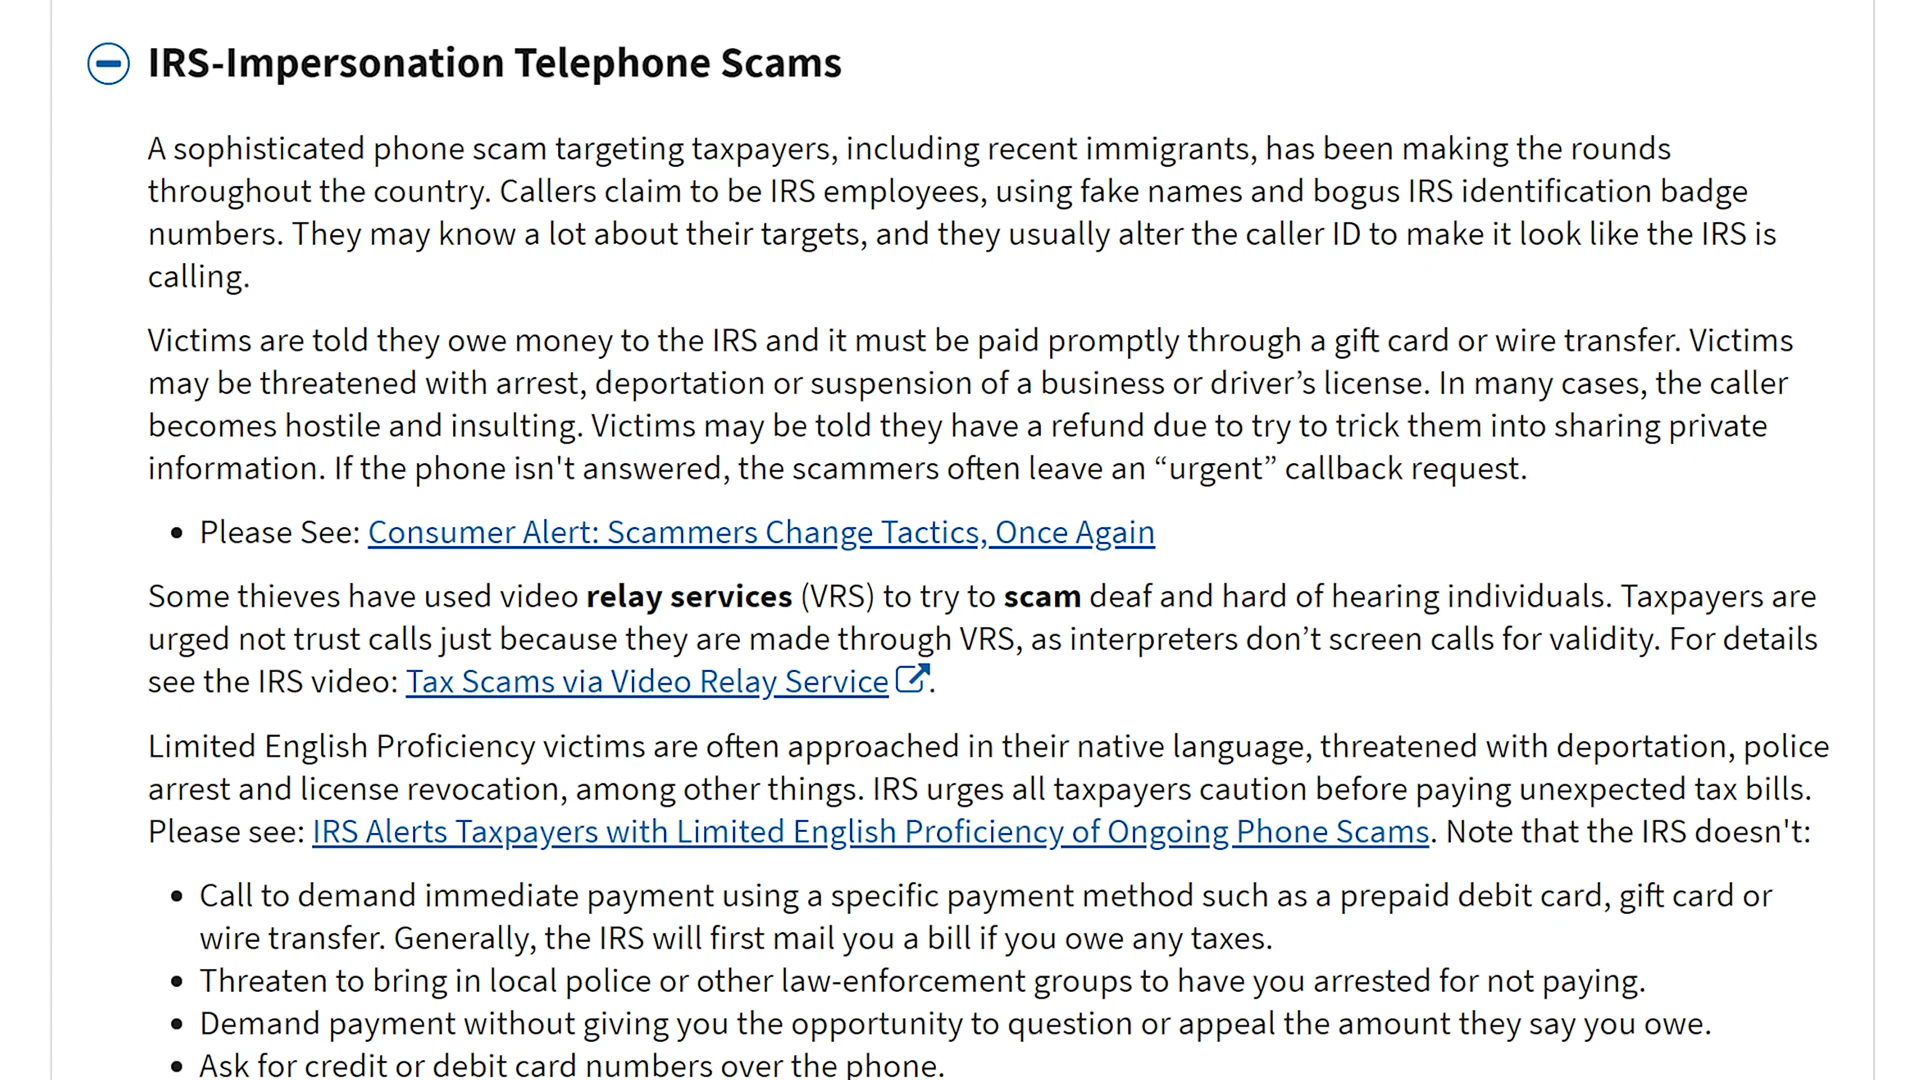 IRS-Impersonation Telephone Scams
A sophisticated phone scam targeting taxpayers, including recent immigrants, has been making the rounds
throughout the country. Callers claim to be IRS employees, using fake names and bogus IRS identification badge
numbers. They may know a lot about their targets, and they usually alter the caller ID to make it look like the IRS is
calling.
Victims are told they owe money to the IRS and it must be paid promptly through a gift card or wire transfer. Victims
may be threatened with arrest, deportation or suspension of a business or driver’s license. In many cases, the caller
becomes hostile and insulting. Victims may be told they have a refund due to try to trick them into sharing private
information. If the phone isn't answered, the scammers often leave an “urgent” callback request.
• Please See: Consumer Alert: Scammers Change Tactics, Once Again
Some thieves have used video relay services (VRS) to try to scam deaf and hard of hearing individuals. Taxpayers are
urged not trust calls just because they are made through VRS, as interpreters don’t screen calls for validity. For details
see the IRS video: Tax Scams via Video Relay Service.
Limited English Proficiency victims are often approached in their native language, threatened with deportation, police
arrest and license revocation, among other things. IRS urges all taxpayers caution before paying unexpected tax bills.
Please see: IRS Alerts Taxpayers with Limited English Proficiency of Ongoing Phone Scams. Note that the IRS doesn't:
• Call to demand immediate payment using a specific payment method such as a prepaid debit card, gift card or
wire transfer. Generally, the IRS will first mail you a bill if you owe any taxes.
• Threaten to bring in local police or other law-enforcement groups to have you arrested for not paying.
• Demand payment without giving you the opportunity to question or appeal the amount they say you owe.
• Ask for credit or debit card numbers over the phone.